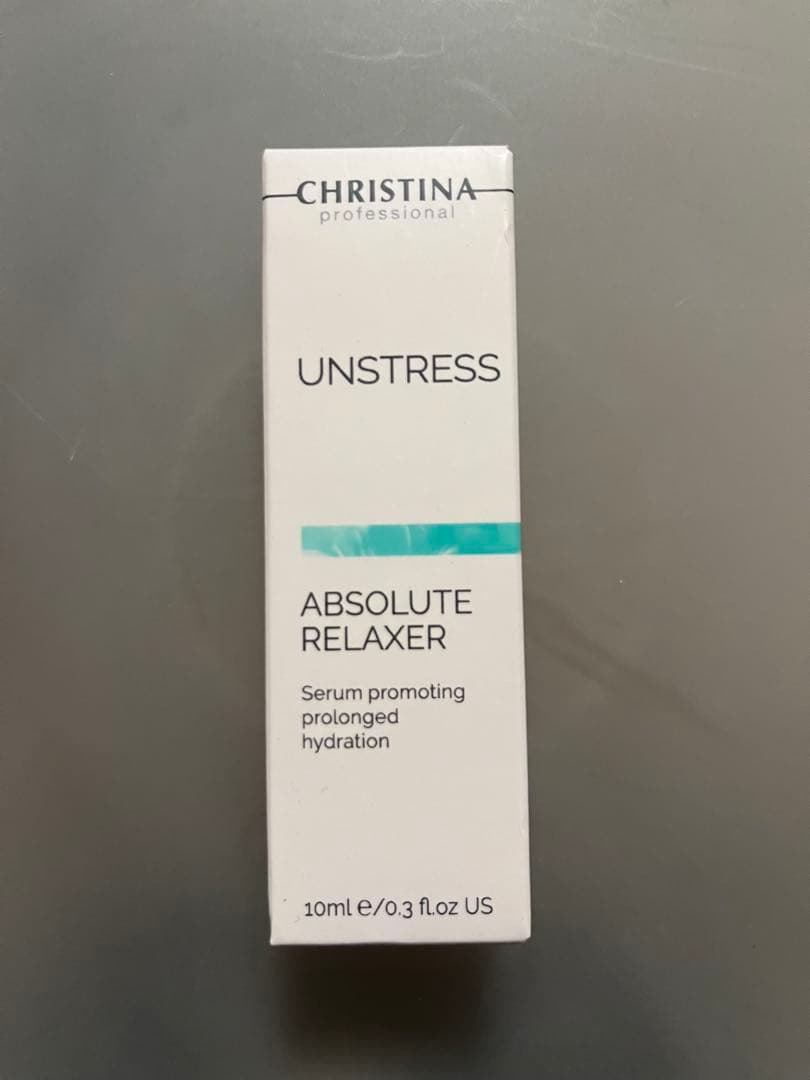 CHRISTINA
professional
UNSTRESS
ABSOLUTE
RELAXER
Serum promoting
prolonged
hydration
10ml ℮/0.3 fl.oz US